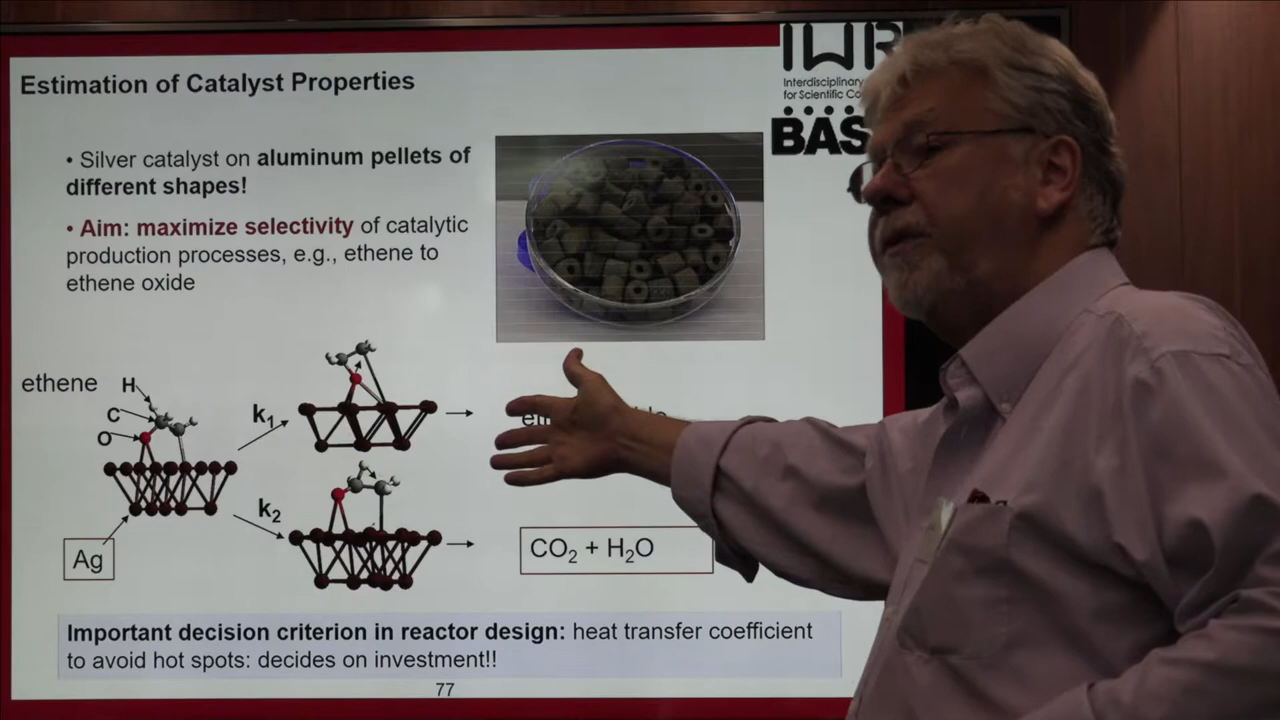 Estimation of Catalyst Properties
IWR
Interdisciplinary
for Scientific
BAS
• Silver catalyst on aluminum pellets of
different shapes!
• Aim: maximize selectivity of catalytic
production processes, e.g., ethene to
ethene oxide
ethene
H
C
O
k₁
k₂
Ag
CO₂ + H₂O
Important decision criterion in reactor design: heat transfer coefficient
to avoid hot spots: decides on investment!!
77